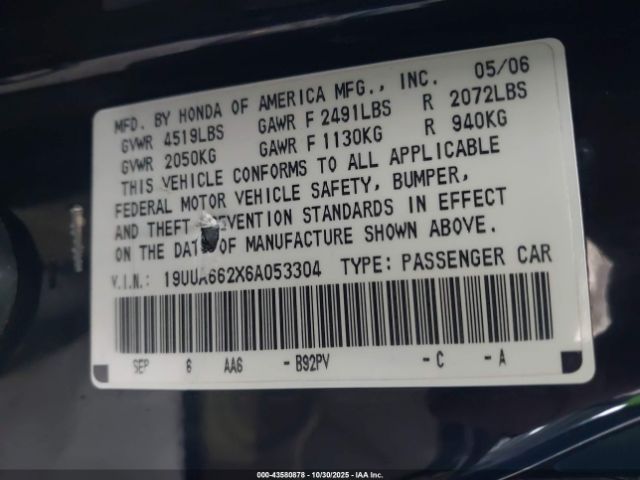 MFD. BY HONDA OF AMERICA MFG., INC. 05/06
GVWR 4519LBS GAWR F 2491LBS R 2072LBS
GVWR 2050KG GAWR F 1130KG R 940KG
THIS VEHICLE CONFORMS TO ALL APPLICABLE
FEDERAL MOTOR VEHICLE SAFETY, BUMPER,
AND THEFT VENTION STANDARDS IN EFFECT
ON THE DATE OF MANUFACTURE SHOWN ABOVE.
V.I.N.: 19UUA662X6A053304 TYPE: PASSENGER CAR
SEP 6 AA6 -B92PV -C -A
000-43580878 - 10/30/2025 - IAA Inc.